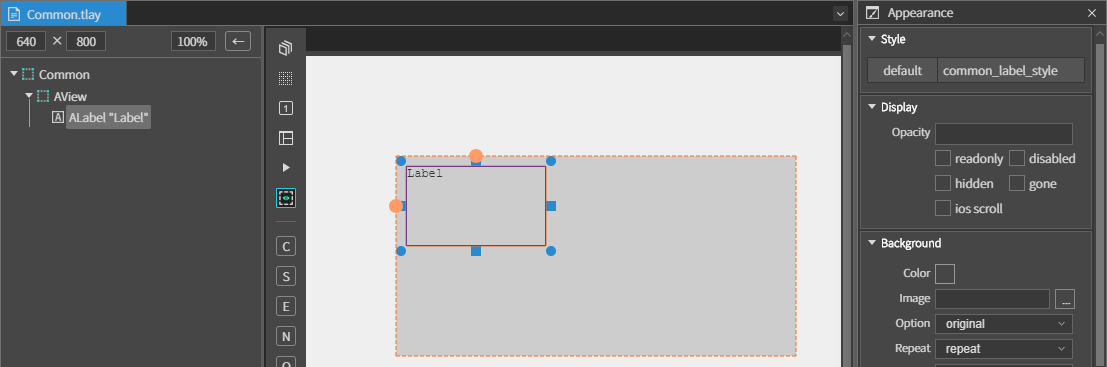 Common.tlay
640 × 800 100%
Common
AView
A ALabel "Label"
1
C
S
E
N
Label
Appearance
Style
default common_label_style
Display
Opacity
readonly disabled
hidden gone
ios scroll
Background
Color
Image ...
Option original
Repeat repeat